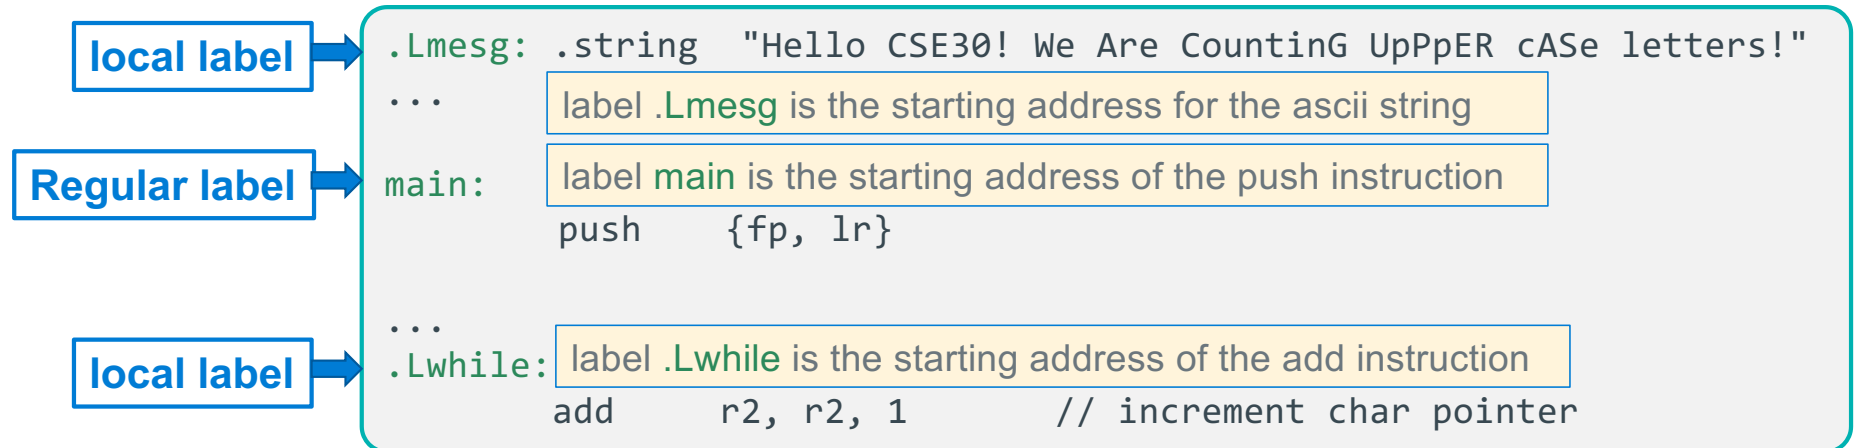 local label
.Lmesg: .string "Hello CSE30! We Are CountinG UpPpER cASe letters!"
...
label .Lmesg is the starting address for the ascii string
Regular label
main:
label main is the starting address of the push instruction
push {fp, lr}
...
local label
.Lwhile:
label .Lwhile is the starting address of the add instruction
add r2, r2, 1 // increment char pointer